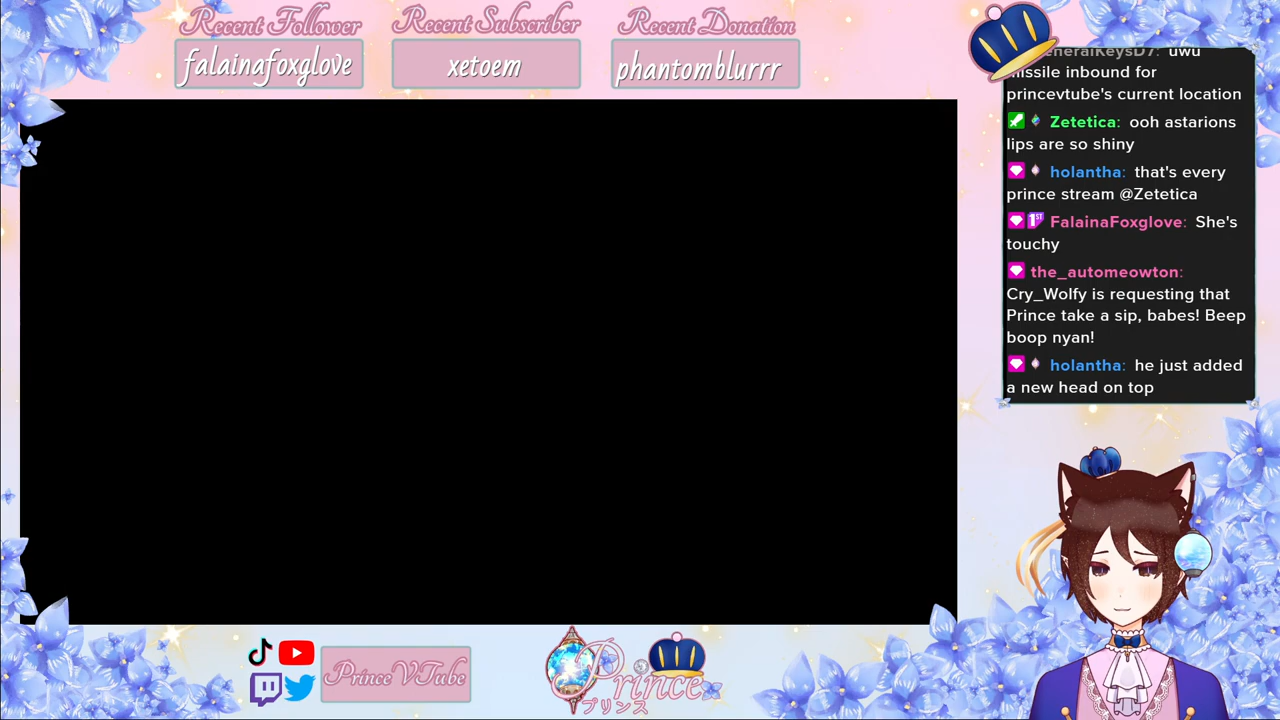 Recent Follower
falainafoxglove
Recent Subscriber
xetoem
Recent Donation
phantomblurrr
eneralKeysD7: uwu
missile inbound for
princevtube's current location
Zetetica: ooh astarions
lips are so shiny
holantha: that's every
prince stream @Zetetica
1ST FalainaFoxglove: She's
touchy
the_automeowton:
Cry_Wolfy is requesting that
Prince take a sip, babes! Beep
boop nyan!
holantha: he just added
a new head on top
Prince VTube
Prince
プリンス